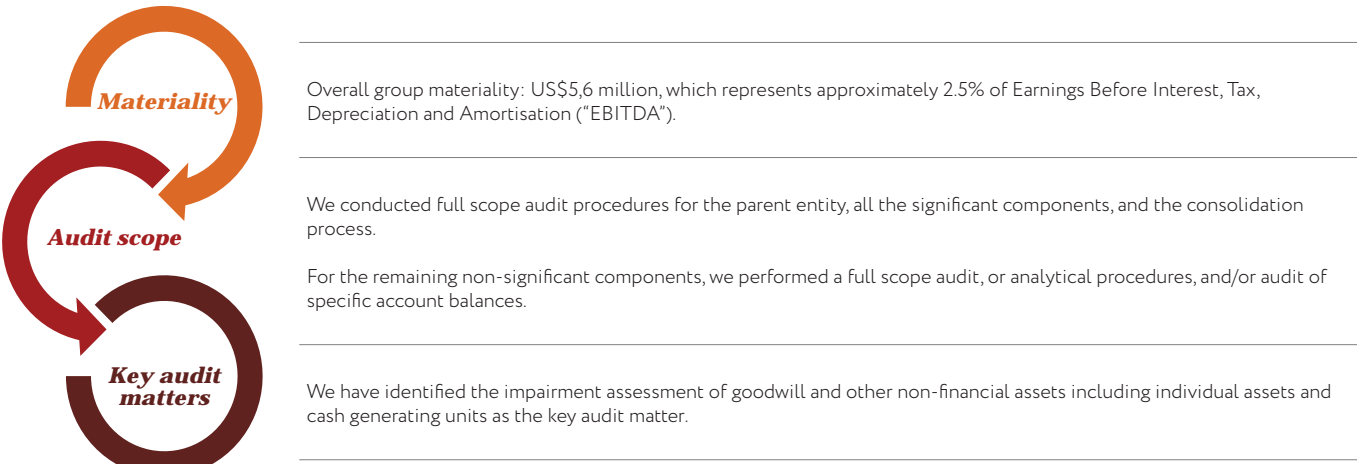 Materiality
Overall group materiality: US$5,6 million, which represents approximately 2.5% of Earnings Before Interest, Tax,
Depreciation and Amortisation (“EBITDA”).
Audit scope
We conducted full scope audit procedures for the parent entity, all the significant components, and the consolidation
process.
For the remaining non-significant components, we performed a full scope audit, or analytical procedures, and/or audit of
specific account balances.
Key audit
matters
We have identified the impairment assessment of goodwill and other non-financial assets including individual assets and
cash generating units as the key audit matter.